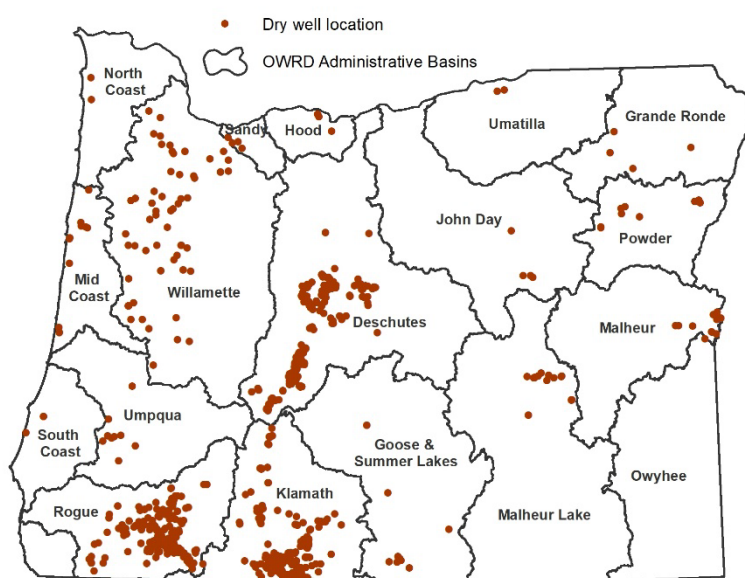 Dry well location
OWRD Administrative Basins
North
Coast
Sandy
Hood
Umatilla
Grande Ronde
John Day
Powder
Mid
Coast
Willamette
Deschutes
Malheur
Umpqua
South
Coast
Goose &
Summer Lakes
Klamath
Owyhee
Rogue
Malheur Lake